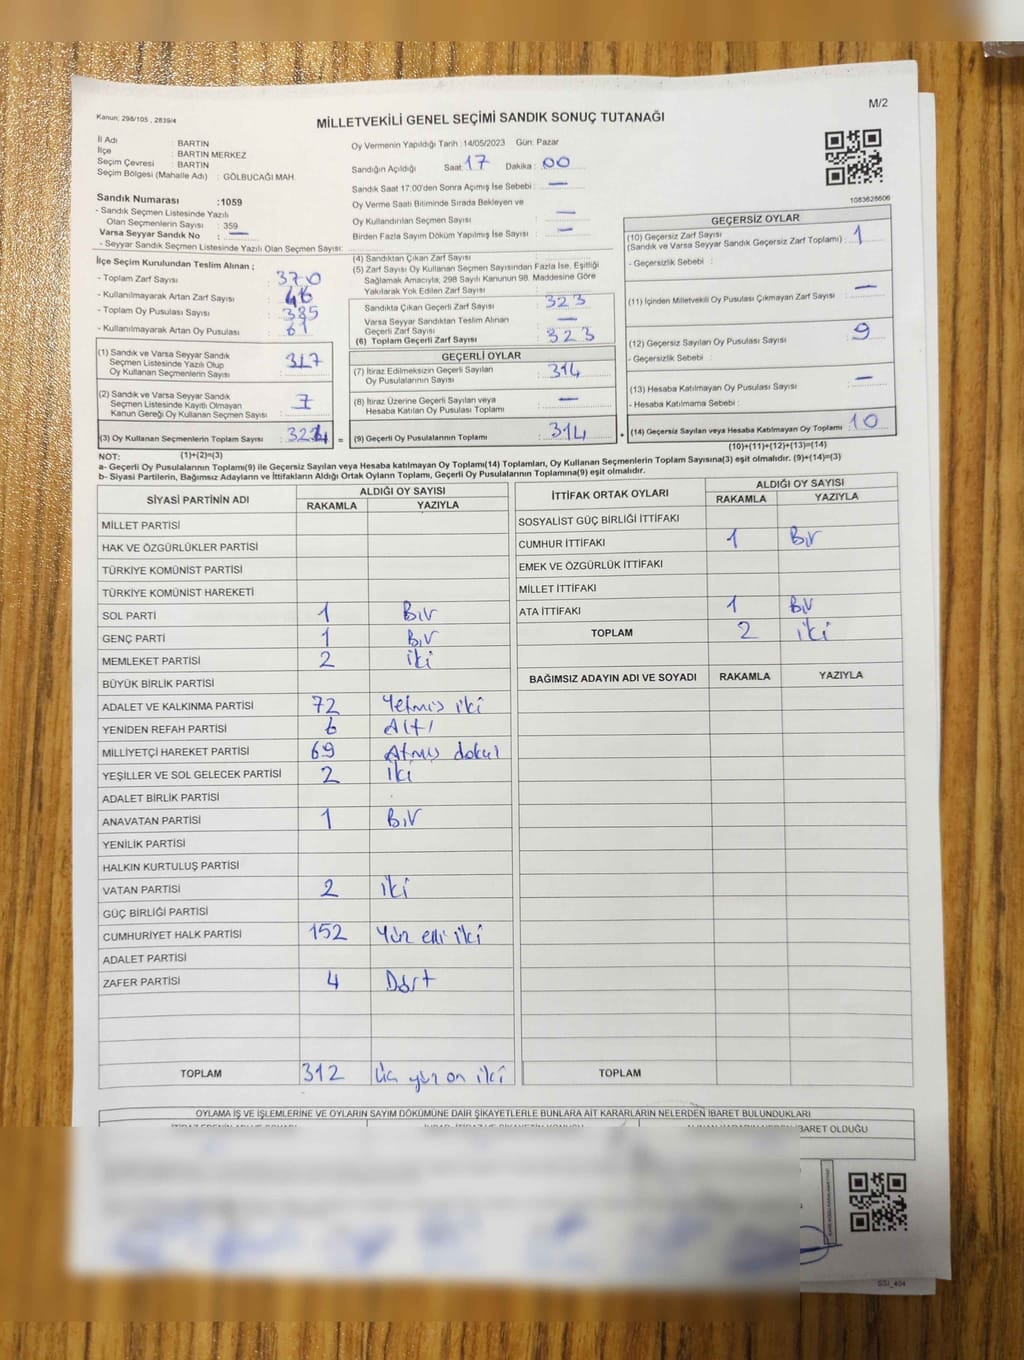 M/2
Kanun: 298/105 , 2839/4
MİLLETVEKİLİ GENEL SEÇİMİ SANDIK SONUÇ TUTANAĞI
İl Adı : BARTIN
İlçe : BARTIN MERKEZ
Seçim Çevresi : BARTIN
Seçim Bölgesi (Mahalle Adı) : GÖLBUCAĞI MAH.
Sandık Numarası :1059
- Sandık Seçmen Listesinde Yazılı
Olan Seçmenlerin Sayısı : 359
Varsa Seyyar Sandık No : —
- Seyyar Sandık Seçmen Listesinde Yazılı Olan Seçmen Sayısı:
Oy Vermenin Yapıldığı Tarih :14/05/2023 Gün: Pazar
Sandığın Açıldığı Saat: 17 Dakika : 00
Sandık Saat 17:00'den Sonra Açımış İse Sebebi : —
Oy Verme Saati Bitiminde Sırada Bekleyen ve
Oy Kullandırılan Seçmen Sayısı : —
Birden Fazla Sayım Döküm Yapılmış İse Sayısı : —
1083628606
İlçe Seçim Kurulundan Teslim Alınan ;
- Toplam Zarf Sayısı : 370
- Kullanılmayarak Artan Zarf Sayısı : 46
- Toplam Oy Pusulası Sayısı : 385
- Kullanılmayarak Artan Oy Pusulası : 61
(1) Sandık ve Varsa Seyyar Sandık
Seçmen Listesinde Yazılı Olup
Oy Kullanan Seçmenlerin Sayısı : 317
(2) Sandık ve Varsa Seyyar Sandık
Seçmen Listesinde Kayıtlı Olmayan
Kanun Gereği Oy Kullanan Seçmen Sayısı : 7
(3) Oy Kullanan Seçmenlerin Toplam Sayısı : 324 =
(1)+(2)=(3)
(4) Sandıktan Çıkan Zarf Sayısı :
(5) Zarf Sayısı Oy Kullanan Seçmen Sayısından Fazla İse, Eşitliği
Sağlamak Amacıyla, 298 Sayılı Kanunun 98. Maddesine Göre
Yakılarak Yok Edilen Zarf Sayısı :
Sandıkta Çıkan Geçerli Zarf Sayısı : 323
Varsa Seyyar Sandıktan Teslim Alınan
Geçerli Zarf Sayısı : —
(6) Toplam Geçerli Zarf Sayısı : 323
GEÇERLİ OYLAR
(7) İtiraz Edilmeksizin Geçerli Sayılan
Oy Pusulalarının Sayısı : 314
(8) İtiraz Üzerine Geçerli Sayılan veya
Hesaba Katılan Oy Pusulası Toplamı : —
(9) Geçerli Oy Pusulalarının Toplamı : 314 +
GEÇERSİZ OYLAR
(10) Geçersiz Zarf Sayısı
(Sandık ve Varsa Seyyar Sandık Geçersiz Zarf Toplamı) : 1
- Geçersizlik Sebebi :
(11) İçinden Milletvekili Oy Pusulası Çıkmayan Zarf Sayısı : —
(12) Geçersiz Sayılan Oy Pusulası Sayısı : 9
- Geçersizlik Sebebi :
(13) Hesaba Katılmayan Oy Pusulası Sayısı : —
- Hesaba Katılmama Sebebi :
(14) Geçersiz Sayılan veya Hesaba Katılmayan Oy Toplamı : 10
(10)+(11)+(12)+(13)=(14)
NOT:
a- Geçerli Oy Pusulalarının Toplamı(9) ile Geçersiz Sayılan veya Hesaba katılmayan Oy Toplamı(14) Toplamları, Oy Kullanan Seçmenlerin Toplam Sayısına(3) eşit olmalıdır. (9)+(14)=(3)
b- Siyasi Partilerin, Bağımsız Adayların ve İttifakların Aldığı Ortak Oyların Toplamı, Geçerli Oy Pusulalarının Toplamına(9) eşit olmalıdır.
SİYASİ PARTİNİN ADI ALDIĞI OY SAYISI
RAKAMLA YAZIYLA
MİLLET PARTİSİ
HAK VE ÖZGÜRLÜKLER PARTİSİ
TÜRKİYE KOMÜNİST PARTİSİ
TÜRKİYE KOMÜNİST HAREKETİ
SOL PARTİ 1 Bir
GENÇ PARTİ 1 Bir
MEMLEKET PARTİSİ 2 iki
BÜYÜK BİRLİK PARTİSİ
ADALET VE KALKINMA PARTİSİ 72 Yetmiş iki
YENİDEN REFAH PARTİSİ 6 Altı
MİLLİYETÇİ HAREKET PARTİSİ 69 Atmış dokul
YEŞİLLER VE SOL GELECEK PARTİSİ 2 iki
ADALET BİRLİK PARTİSİ
ANAVATAN PARTİSİ 1 Bir
YENİLİK PARTİSİ
HALKIN KURTULUŞ PARTİSİ
VATAN PARTİSİ 2 iki
GÜÇ BİRLİĞİ PARTİSİ
CUMHURİYET HALK PARTİSİ 152 Yüz elli iki
ADALET PARTİSİ
ZAFER PARTİSİ 4 Dört
TOPLAM 312 Üç yüz on iki
İTTİFAK ORTAK OYLARI ALDIĞI OY SAYISI
RAKAMLA YAZIYLA
SOSYALİST GÜÇ BİRLİĞİ İTTİFAKI
CUMHUR İTTİFAKI 1 Bir
EMEK VE ÖZGÜRLÜK İTTİFAKI
MİLLET İTTİFAKI
ATA İTTİFAKI 1 Bir
TOPLAM 2 iki
BAĞIMSIZ ADAYIN ADI VE SOYADI RAKAMLA YAZIYLA
TOPLAM
OYLAMA İŞ VE İŞLEMLERİNE VE OYLARIN SAYIM DÖKÜMÜNE DAİR ŞİKAYETLERLE BUNLARA AİT KARARLARIN NELERDEN İBARET BULUNDUKLARI
İBARET OLDUĞU
SSİ_404